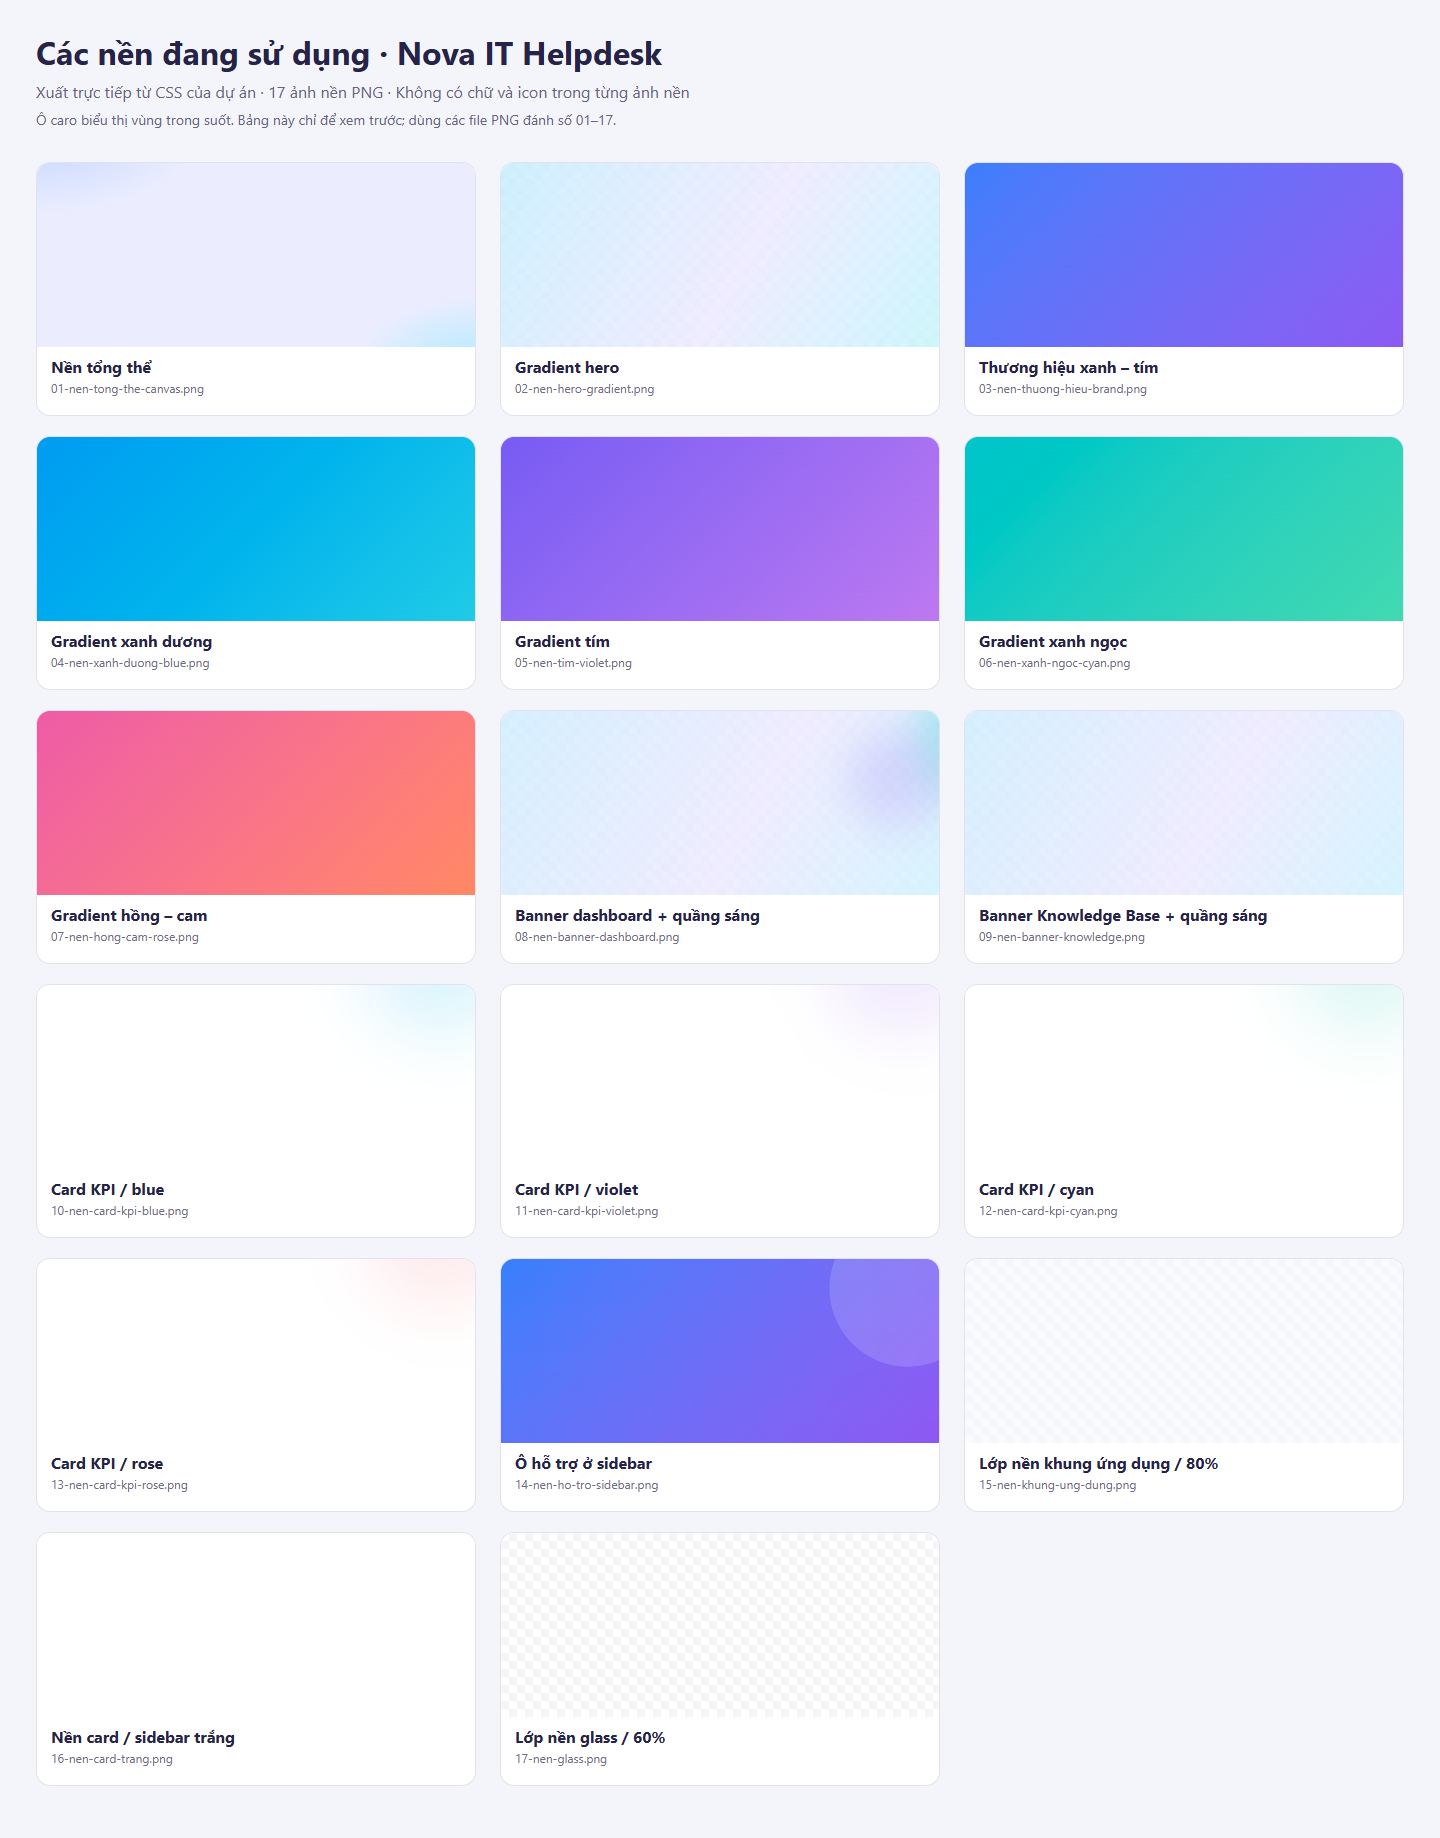 Các nền đang sử dụng · Nova IT Helpdesk
Xuất trực tiếp từ CSS của dự án · 17 ảnh nền PNG · Không có chữ và icon trong từng ảnh nền
Ô caro biểu thị vùng trong suốt. Bảng này chỉ để xem trước; dùng các file PNG đánh số 01–17.
Nền tổng thể
01-nen-tong-the-canvas.png
Gradient hero
02-nen-hero-gradient.png
Thương hiệu xanh – tím
03-nen-thuong-hieu-brand.png
Gradient xanh dương
04-nen-xanh-duong-blue.png
Gradient tím
05-nen-tim-violet.png
Gradient xanh ngọc
06-nen-xanh-ngoc-cyan.png
Gradient hồng – cam
07-nen-hong-cam-rose.png
Banner dashboard + quầng sáng
08-nen-banner-dashboard.png
Banner Knowledge Base + quầng sáng
09-nen-banner-knowledge.png
Card KPI / blue
10-nen-card-kpi-blue.png
Card KPI / violet
11-nen-card-kpi-violet.png
Card KPI / cyan
12-nen-card-kpi-cyan.png
Card KPI / rose
13-nen-card-kpi-rose.png
Ô hỗ trợ ở sidebar
14-nen-ho-tro-sidebar.png
Lớp nền khung ứng dụng / 80%
15-nen-khung-ung-dung.png
Nền card / sidebar trắng
16-nen-card-trang.png
Lớp nền glass / 60%
17-nen-glass.png